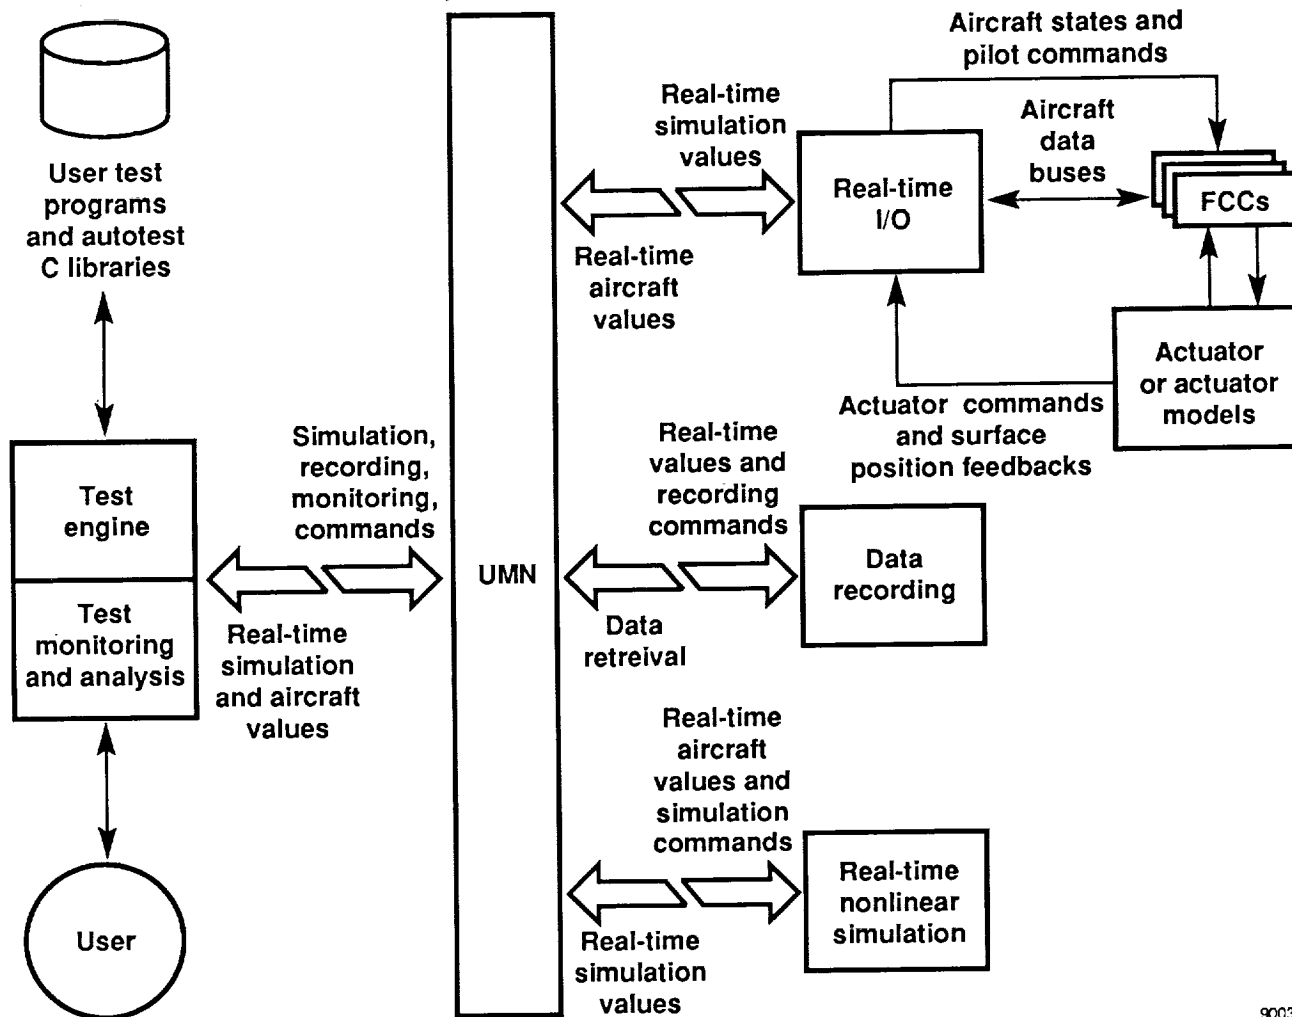 User test
programs
and autotest
C libraries
Test
engine
Test
monitoring
and analysis
User
Simulation,
recording,
monitoring,
commands
Real-time
simulation
and aircraft
values
UMN
Real-time
simulation
values
Real-time
aircraft
values
Real-time
I/O
Aircraft states and
pilot commands
Aircraft
data
buses
FCCs
Actuator
or actuator
models
Actuator commands
and surface
position feedbacks
Real-time
values and
recording
commands
Data
retreival
Data
recording
Real-time
aircraft
values and
simulation
commands
Real-time
simulation
values
Real-time
nonlinear
simulation
9003